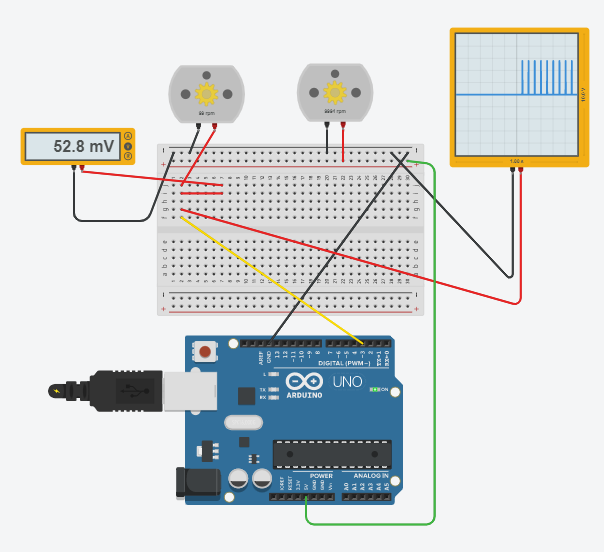 52.8 mV
A
V
R
99 rpm
9994 rpm
10.0 V
1.00 s
AREF
GND
13
12
~11
~10
~9
8
7
~6
~5
4
~3
2
TX→1
RX←0
DIGITAL (PWM~)
L
TX
RX
UNO
ARDUINO
ON
POWER
ANALOG IN
IOREF
RESET
3.3V
5V
GND
GND
Vin
A0
A1
A2
A3
A4
A5